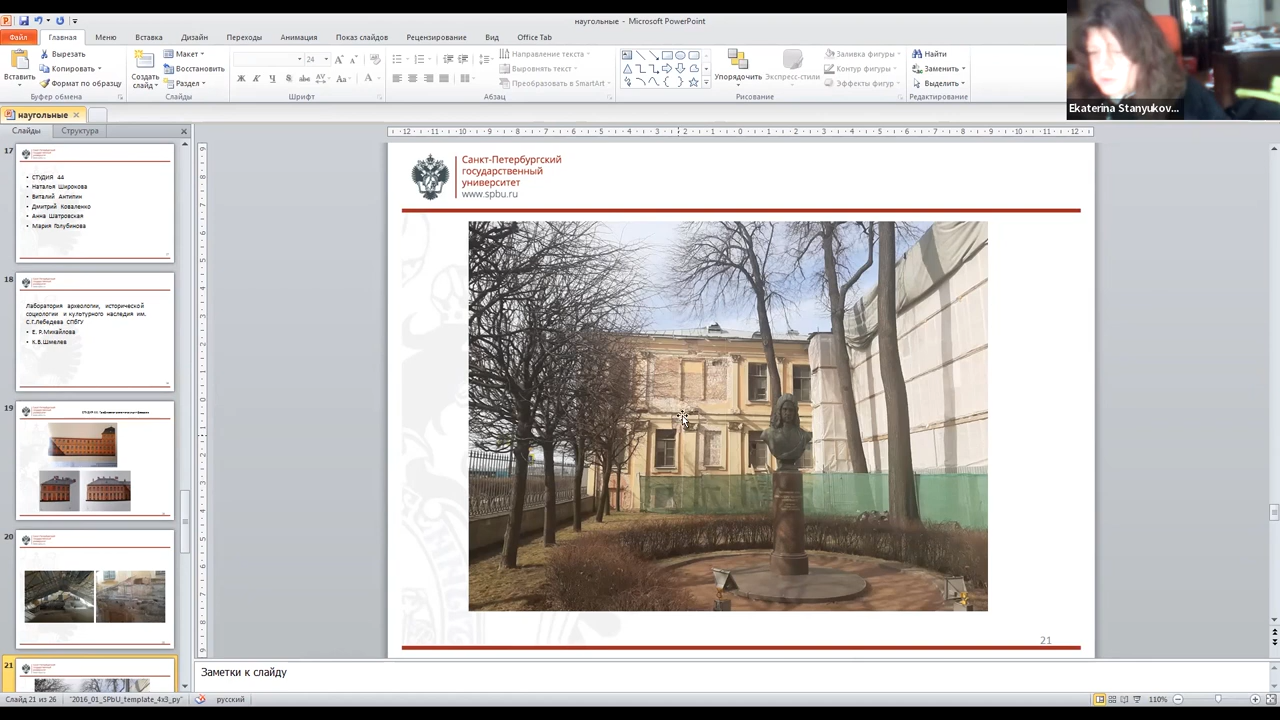 наугольные - Microsoft PowerPoint
Файл Главная Меню Вставка Дизайн Переходы Анимация Показ слайдов Рецензирование Вид Office Tab
Вставить
Вырезать
Копировать
Формат по образцу
Буфер обмена
Создать слайд
Макет
Восстановить
Раздел
Слайды
24
Шрифт
Направление текста
Выровнять текст
Преобразовать в SmartArt
Абзац
Упорядочить
Экспресс-стили
Заливка фигуры
Контур фигуры
Эффекты фигур
Рисование
Найти
Заменить
Выделить
Редактирование
Ekaterina Stanyukov...
наугольные
Слайды Структура
17
СТУДИЯ 44
Наталья Широкова
Виталий Антипин
Дмитрий Коваленко
Анна Шатровская
Мария Голубинова
18
Лаборатория археологии, исторической
социологии и культурного наследия им.
С.Г.Лебедева СПбГУ
Е. Р.Михайлова
К.В.Шмелев
19
20
21
Санкт-Петербургский
государственный
университет
www.spbu.ru
21
Заметки к слайду
Слайд 21 из 26 "2016_01_SPbU_template_4x3_ру" русский 110%